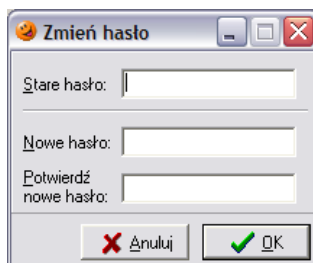 Zmień hasło
Stare hasło:
Nowe hasło:
Potwierdź
nowe hasło:
Anuluj
OK